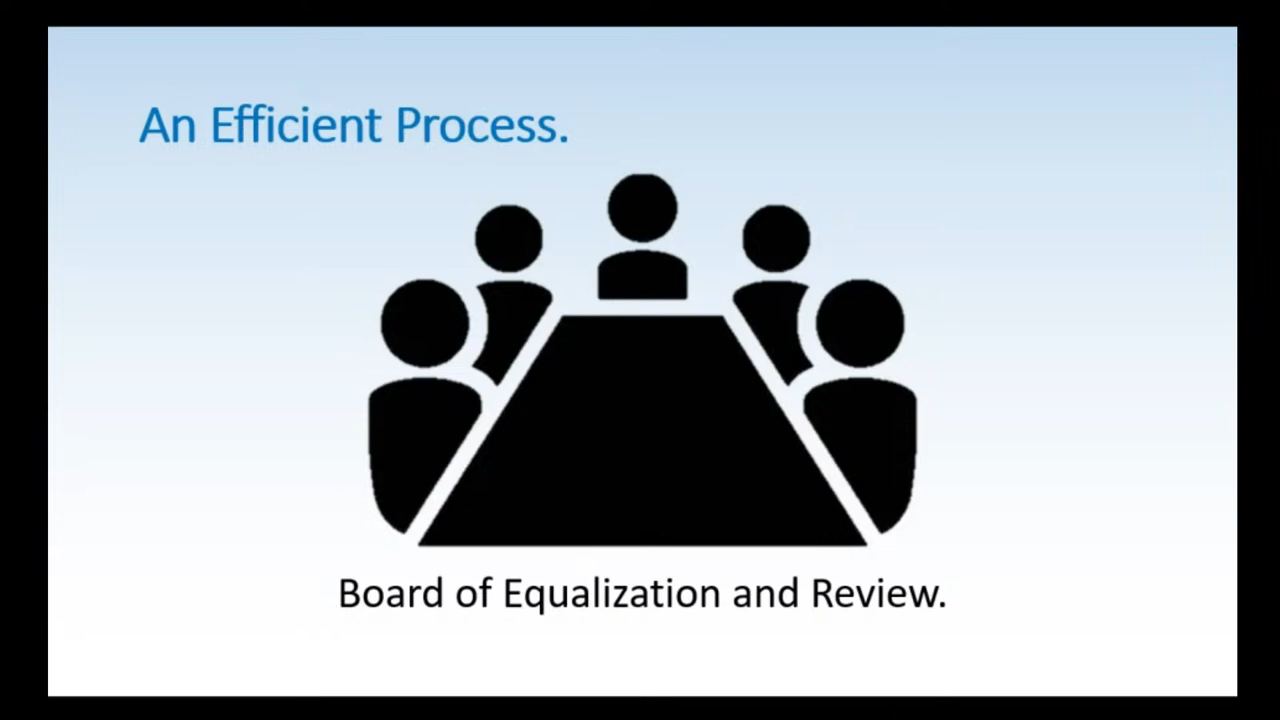 An Efficient Process.
Board of Equalization and Review.